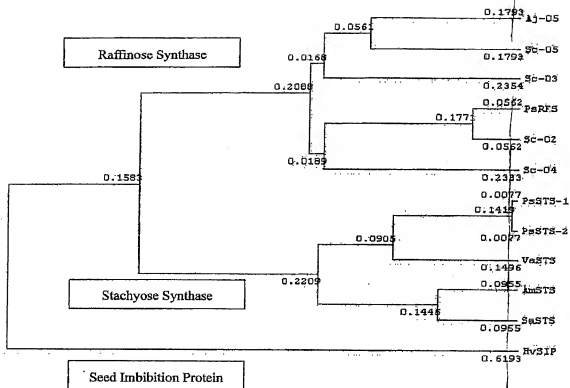 0.1793 Aj-05
0.0561
Raffinose Synthase
0.1793 Sc-05
0.0168
0.2354 Sc-03
0.2088
0.0562 PsRFS
0.1771
0.0562 Sc-02
0.0189
0.2333 Sc-04
0.1583
0.0077 PsSTS-1
0.1419
0.0077 PsSTS-2
0.0905
0.1496 VaSTS
0.2209
0.0955 AmSTS
Stachyose Synthase
0.1445
0.0955 SaSTS
0.6193 HvSIP
Seed Imbibition Protein